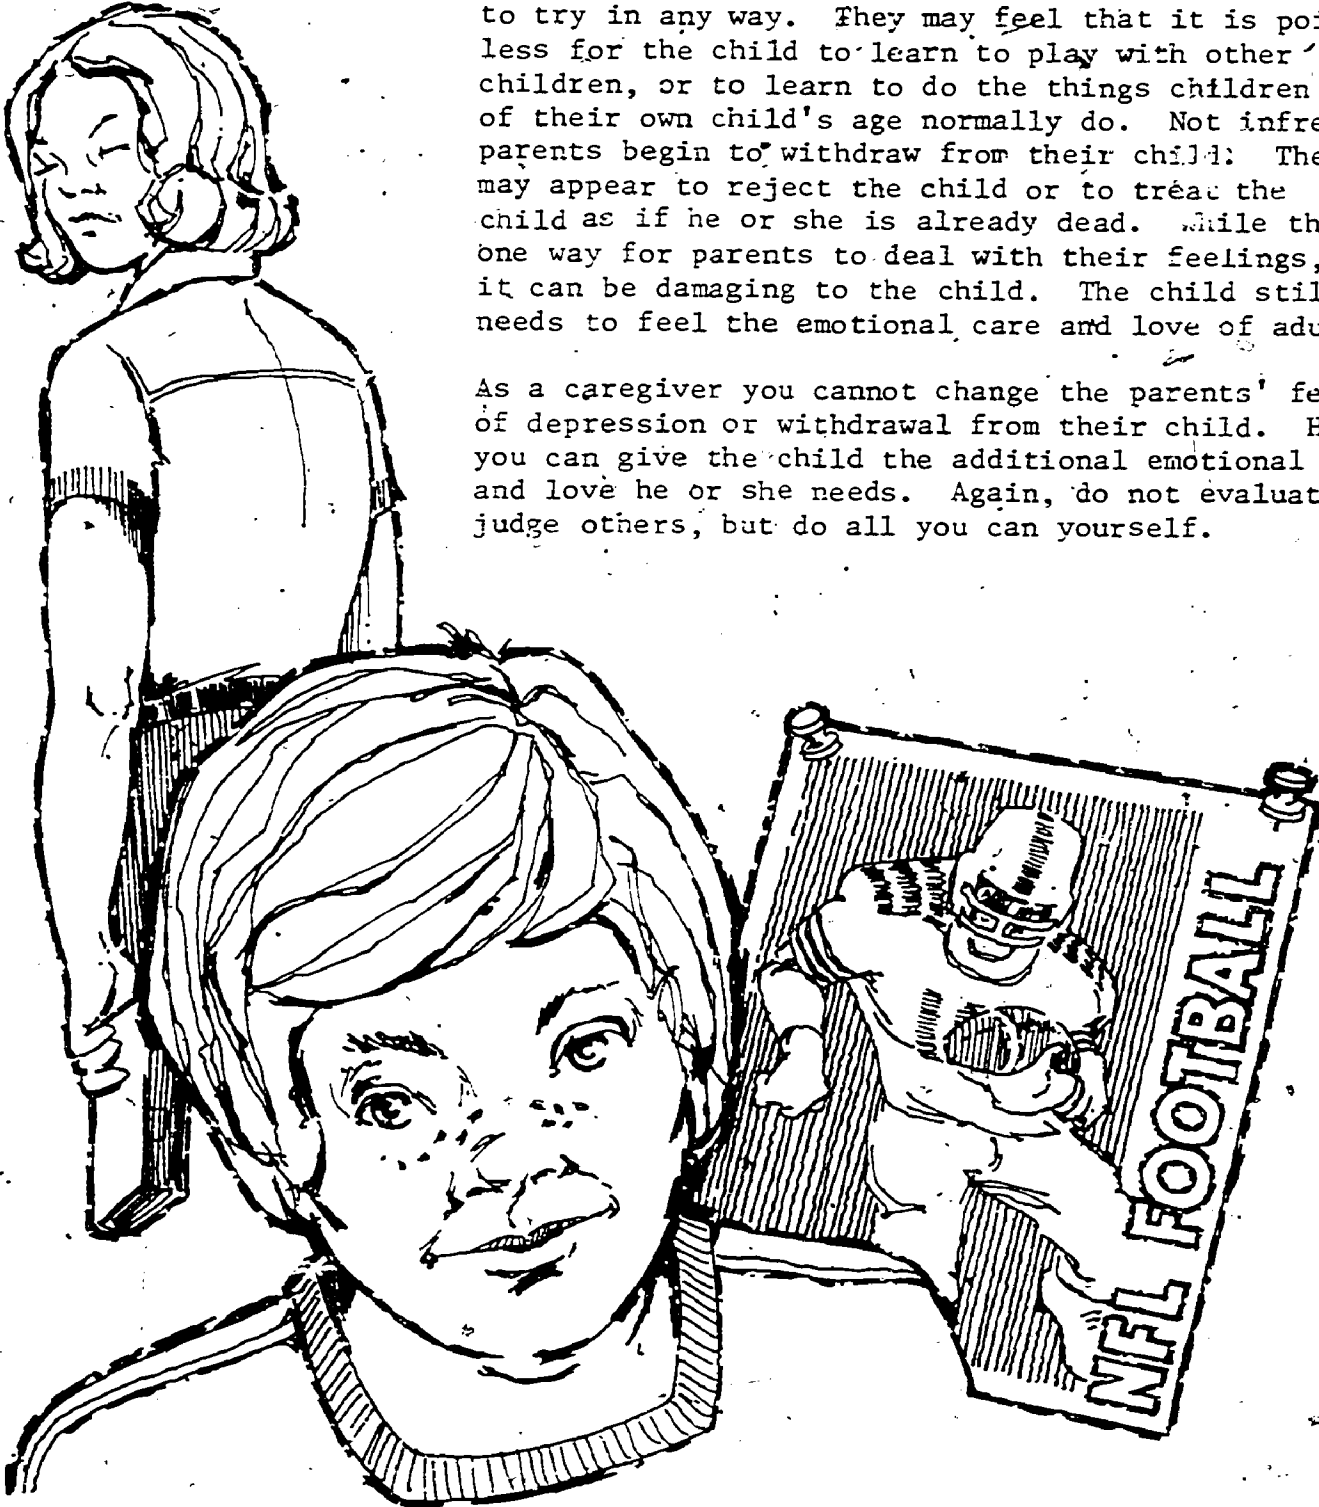 to try in any way. They may feel that it is poi
less for the child to learn to play with other
children, or to learn to do the things children
of their own child's age normally do. Not infre
parents begin to withdraw from their child. The
may appear to reject the child or to treat the
child as if he or she is already dead. While th
one way for parents to deal with their feelings,
it can be damaging to the child. The child stil
needs to feel the emotional care and love of adu
As a caregiver you cannot change the parents' fe
of depression or withdrawal from their child. H
you can give the child the additional emotional
and love he or she needs. Again, do not evaluat
judge others, but do all you can yourself.
NFL FOOTBALL